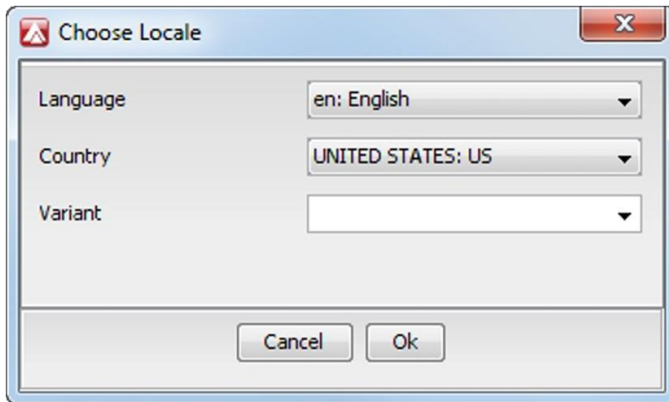 Choose Locale
Language en: English
Country UNITED STATES: US
Variant
Cancel Ok